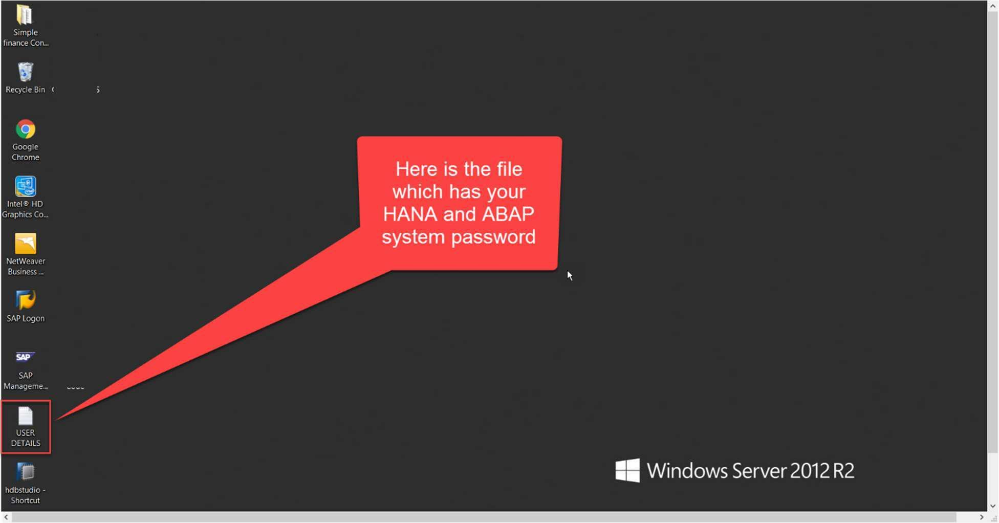 Simple
finance Con...
Recycle Bin
Google
Chrome
Intel® HD
Graphics Co...
NetWeaver
Business ...
SAP Logon
SAP
SAP
Manageme...
USER
DETAILS
hdbstudio -
Shortcut
Here is the file
which has your
HANA and ABAP
system password
Windows Server 2012 R2